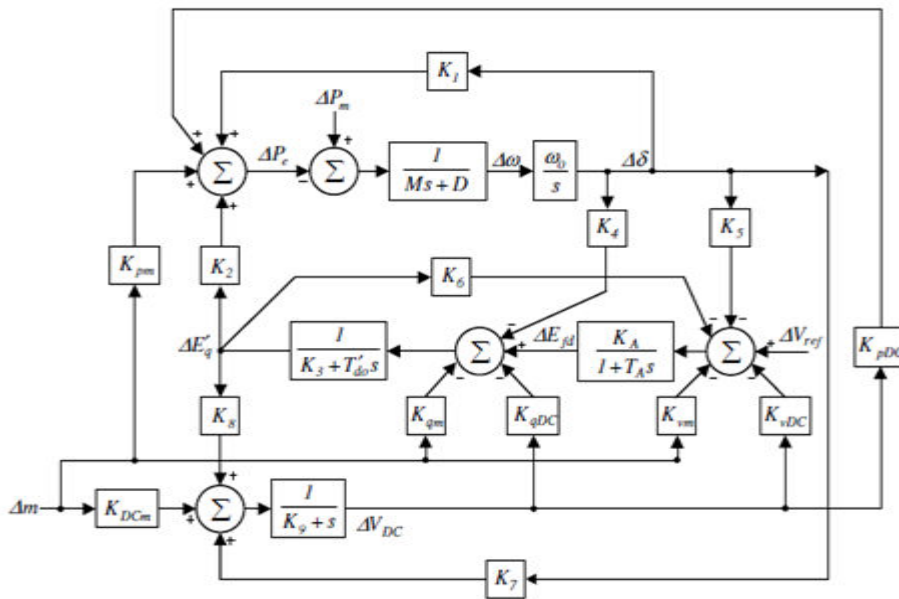 K1
ΔPm
+ +
ΔPe
+
Σ
− Σ +
1
Ms + D
Δω
ω0
s
Δδ
+
+
K4
K5
Kpm
K2
K6
− −
ΔE′q
1
K3 + T′do s
−
Σ
+
ΔEfd
KA
1 + TA s
Σ
+
ΔVref
KpDC
− −
− −
K8
Kqm
KqDC
Kvm
KvDC
Δm
KDCm
+
+
Σ
±
1
K9 + s
ΔVDC
K7